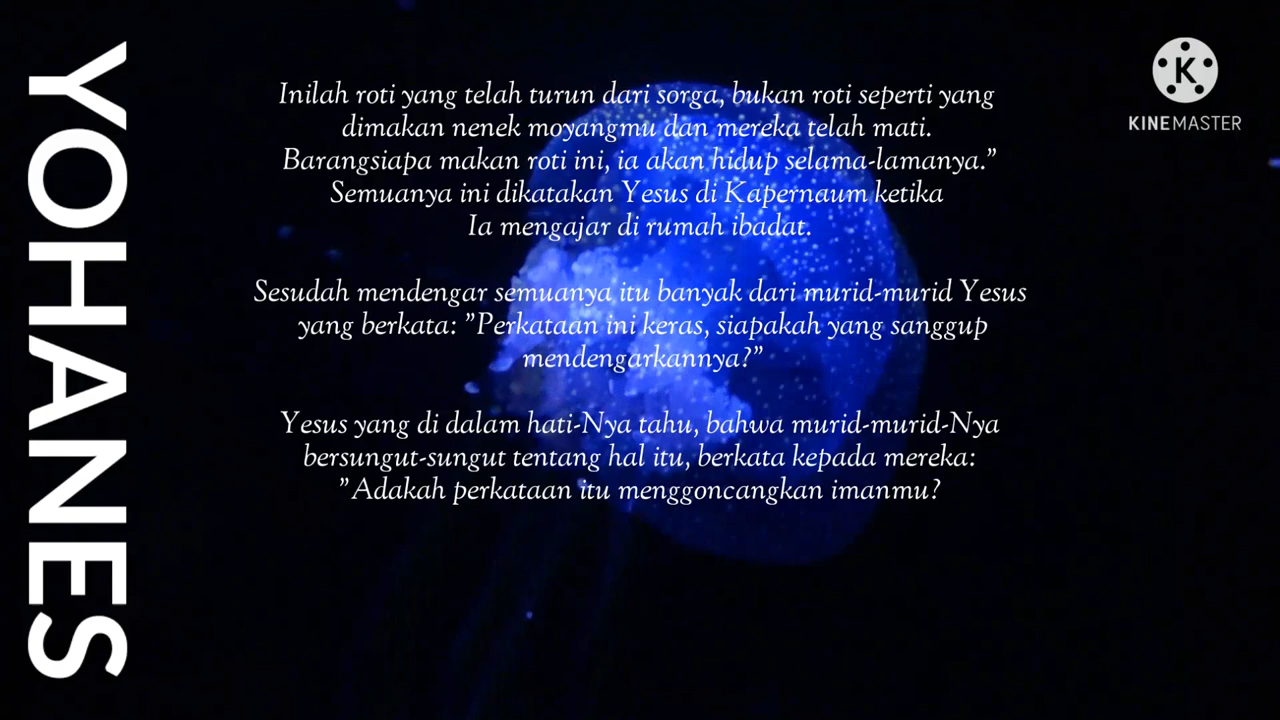 YOHANES
Inilah roti yang telah turun dari sorga, bukan roti seperti yang
dimakan nenek moyangmu dan mereka telah mati.
Barangsiapa makan roti ini, ia akan hidup selama-lamanya.”
Semuanya ini dikatakan Yesus di Kapernaum ketika
Ia mengajar di rumah ibadat.
Sesudah mendengar semuanya itu banyak dari murid-murid Yesus
yang berkata: ”Perkataan ini keras, siapakah yang sanggup
mendengarkannya?”
Yesus yang di dalam hati-Nya tahu, bahwa murid-murid-Nya
bersungut-sungut tentang hal itu, berkata kepada mereka:
”Adakah perkataan itu menggoncangkan imanmu?
K
KINEMASTER